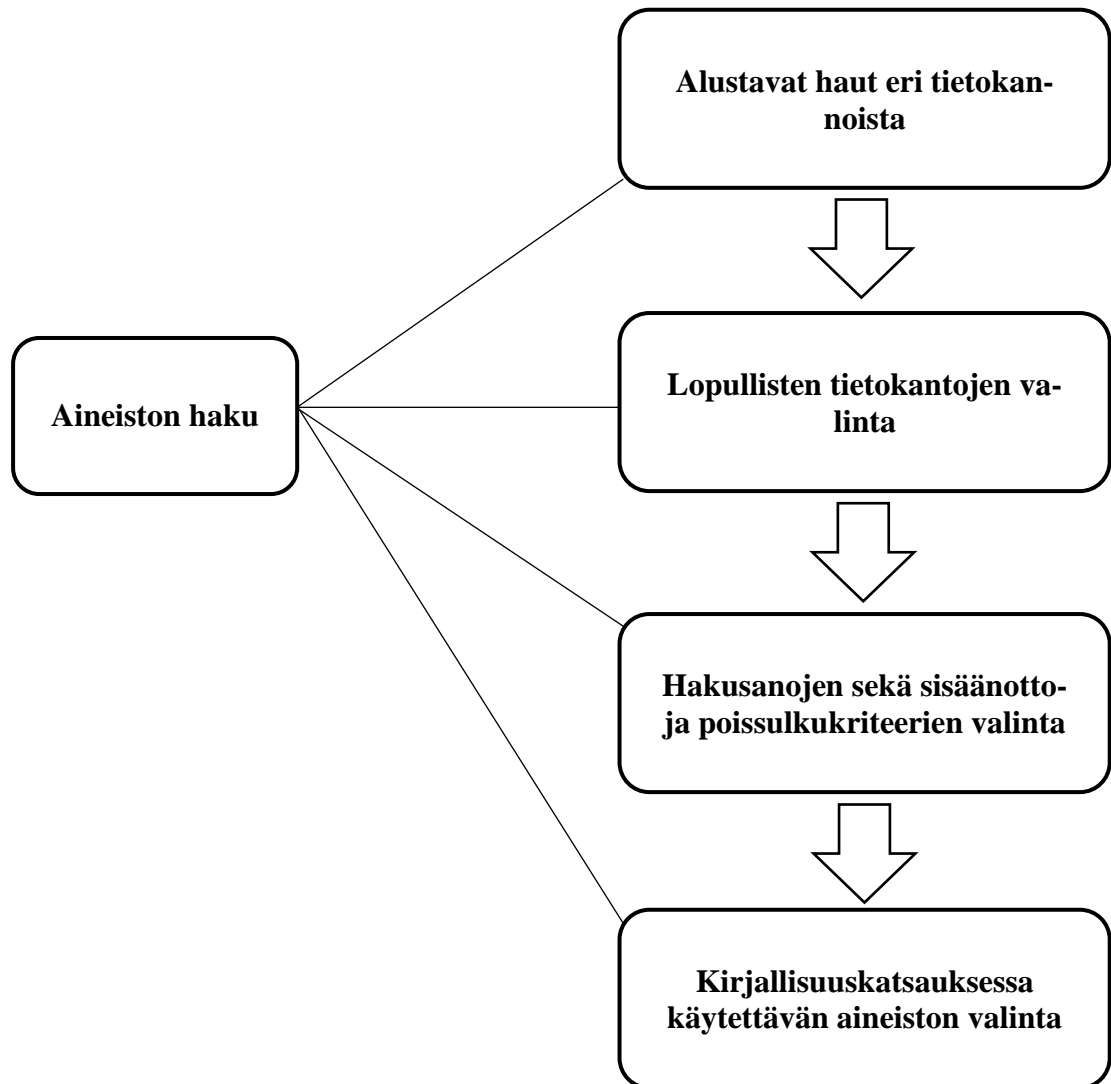 Alustavat haut eri tietokan-
noista
Lopullisten tietokantojen va-
linta
Aineiston haku
Hakusanojen sekä sisäänotto-
ja poissulkukriteerien valinta
Kirjallisuuskatsauksessa
käytettävän aineiston valinta